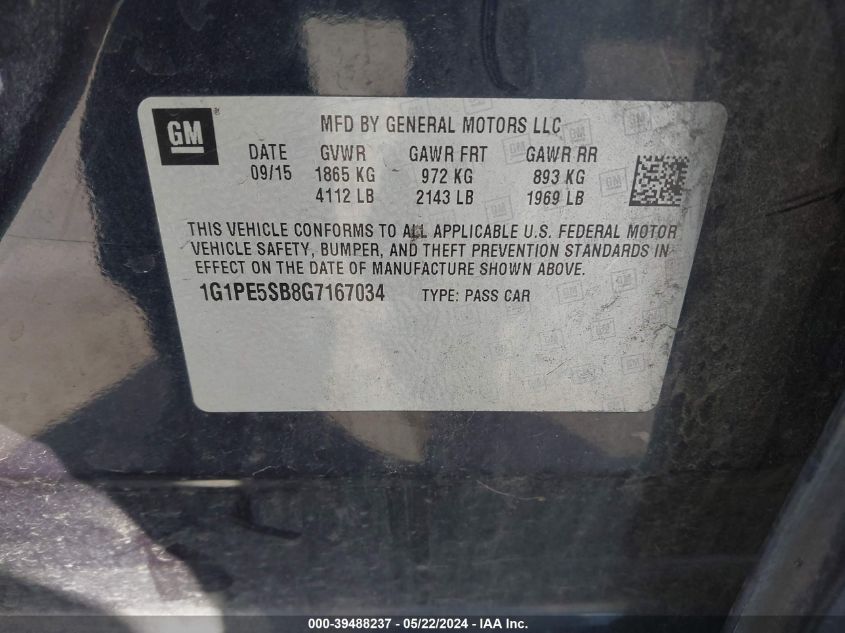 GM
MFD BY GENERAL MOTORS LLC
DATE GVWR GAWR FRT GAWR RR
09/15 1865 KG 972 KG 893 KG
4112 LB 2143 LB 1969 LB
THIS VEHICLE CONFORMS TO ALL APPLICABLE U.S. FEDERAL MOTOR
VEHICLE SAFETY, BUMPER, AND THEFT PREVENTION STANDARDS IN
EFFECT ON THE DATE OF MANUFACTURE SHOWN ABOVE.
1G1PE5SB8G7167034 TYPE: PASS CAR
000-39488237 - 05/22/2024 - IAA Inc.